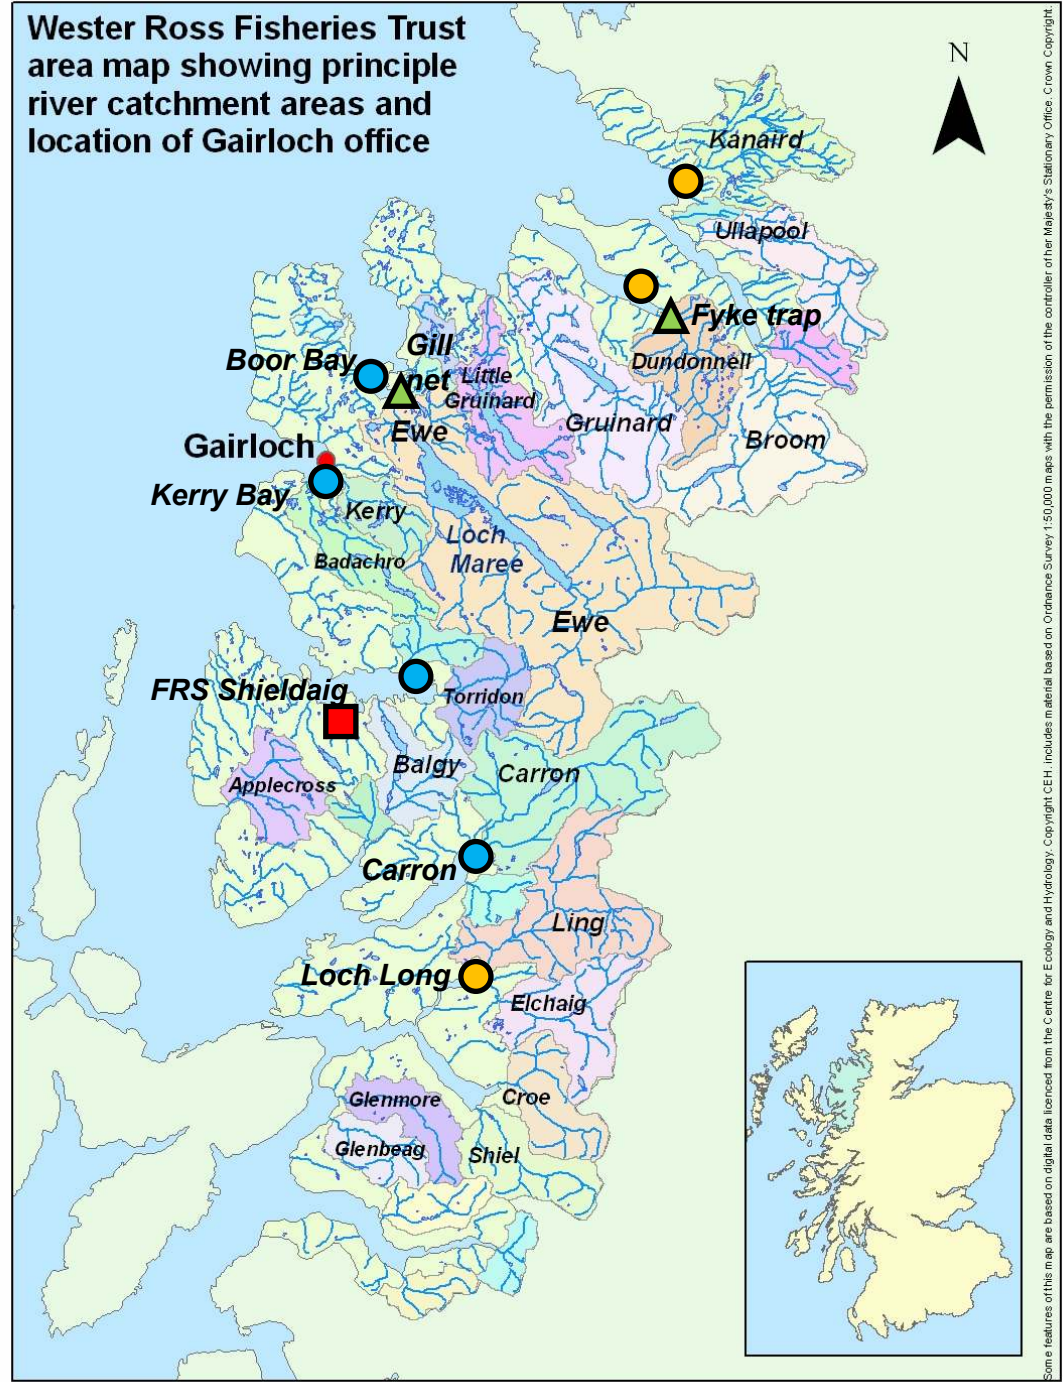 Wester Ross Fisheries Trust
area map showing principle
river catchment areas and
location of Gairloch office
N
Kanaird
Ullapool
Fyke trap
Gill
net
Boor Bay
Little
Gruinard
Dundonnell
Gruinard
Broom
Ewe
Gairloch
Kerry Bay
Kerry
Loch
Maree
Badachro
Ewe
FRS Shieldaig
Torridon
Balgy
Carron
Applecross
Carron
Ling
Loch Long
Elchaig
Croe
Glenmore
Glenbeag
Shiel
Some features of this map are based on digital data licenced from the Centre for Ecology and Hydrology. Copyright CEH. includes material based on Ordnance Survey 1:50,000 maps with the permission of the controller of her Majesty's Stationary Office. Crown Copyright.